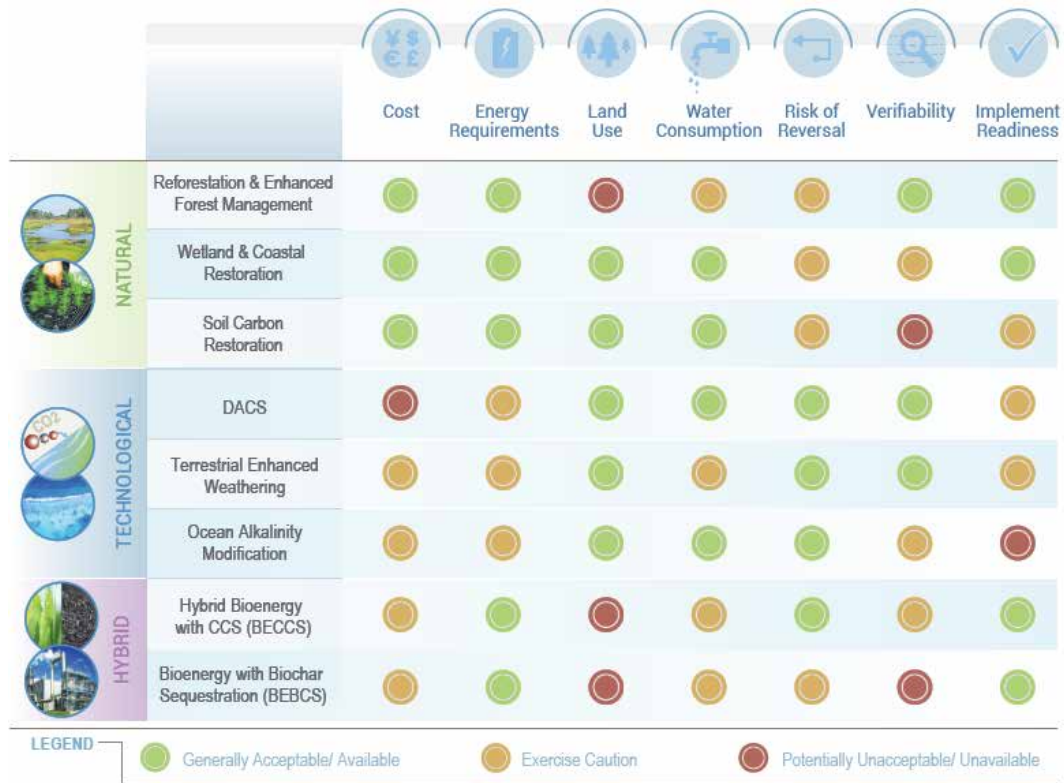 ¥ $
€ £
Cost
Energy
Requirements
Land
Use
Water
Consumption
Risk of
Reversal
Verifiability
Implement
Readiness
NATURAL
Reforestation & Enhanced
Forest Management
Wetland & Coastal
Restoration
Soil Carbon
Restoration
TECHNOLOGICAL
CO2
DACS
Terrestrial Enhanced
Weathering
Ocean Alkalinity
Modification
HYBRID
Hybrid Bioenergy
with CCS (BECCS)
Bioenergy with Biochar
Sequestration (BEBCS)
LEGEND
Generally Acceptable/ Available
Exercise Caution
Potentially Unacceptable/ Unavailable